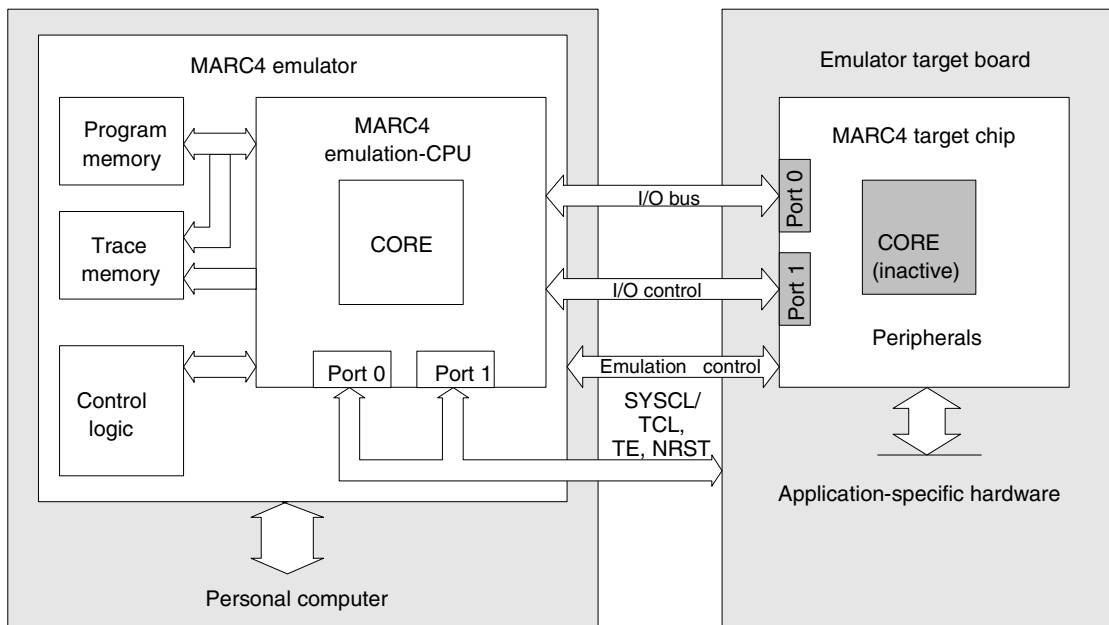 MARC4 emulator
Program
memory
Trace
memory
Control
logic
MARC4
emulation-CPU
CORE
Port 0
Port 1
Personal computer
I/O bus
I/O control
Emulation control
SYSCL/
TCL,
TE, NRST
Emulator target board
MARC4 target chip
Port 0
Port 1
CORE
(inactive)
Peripherals
Application-specific hardware